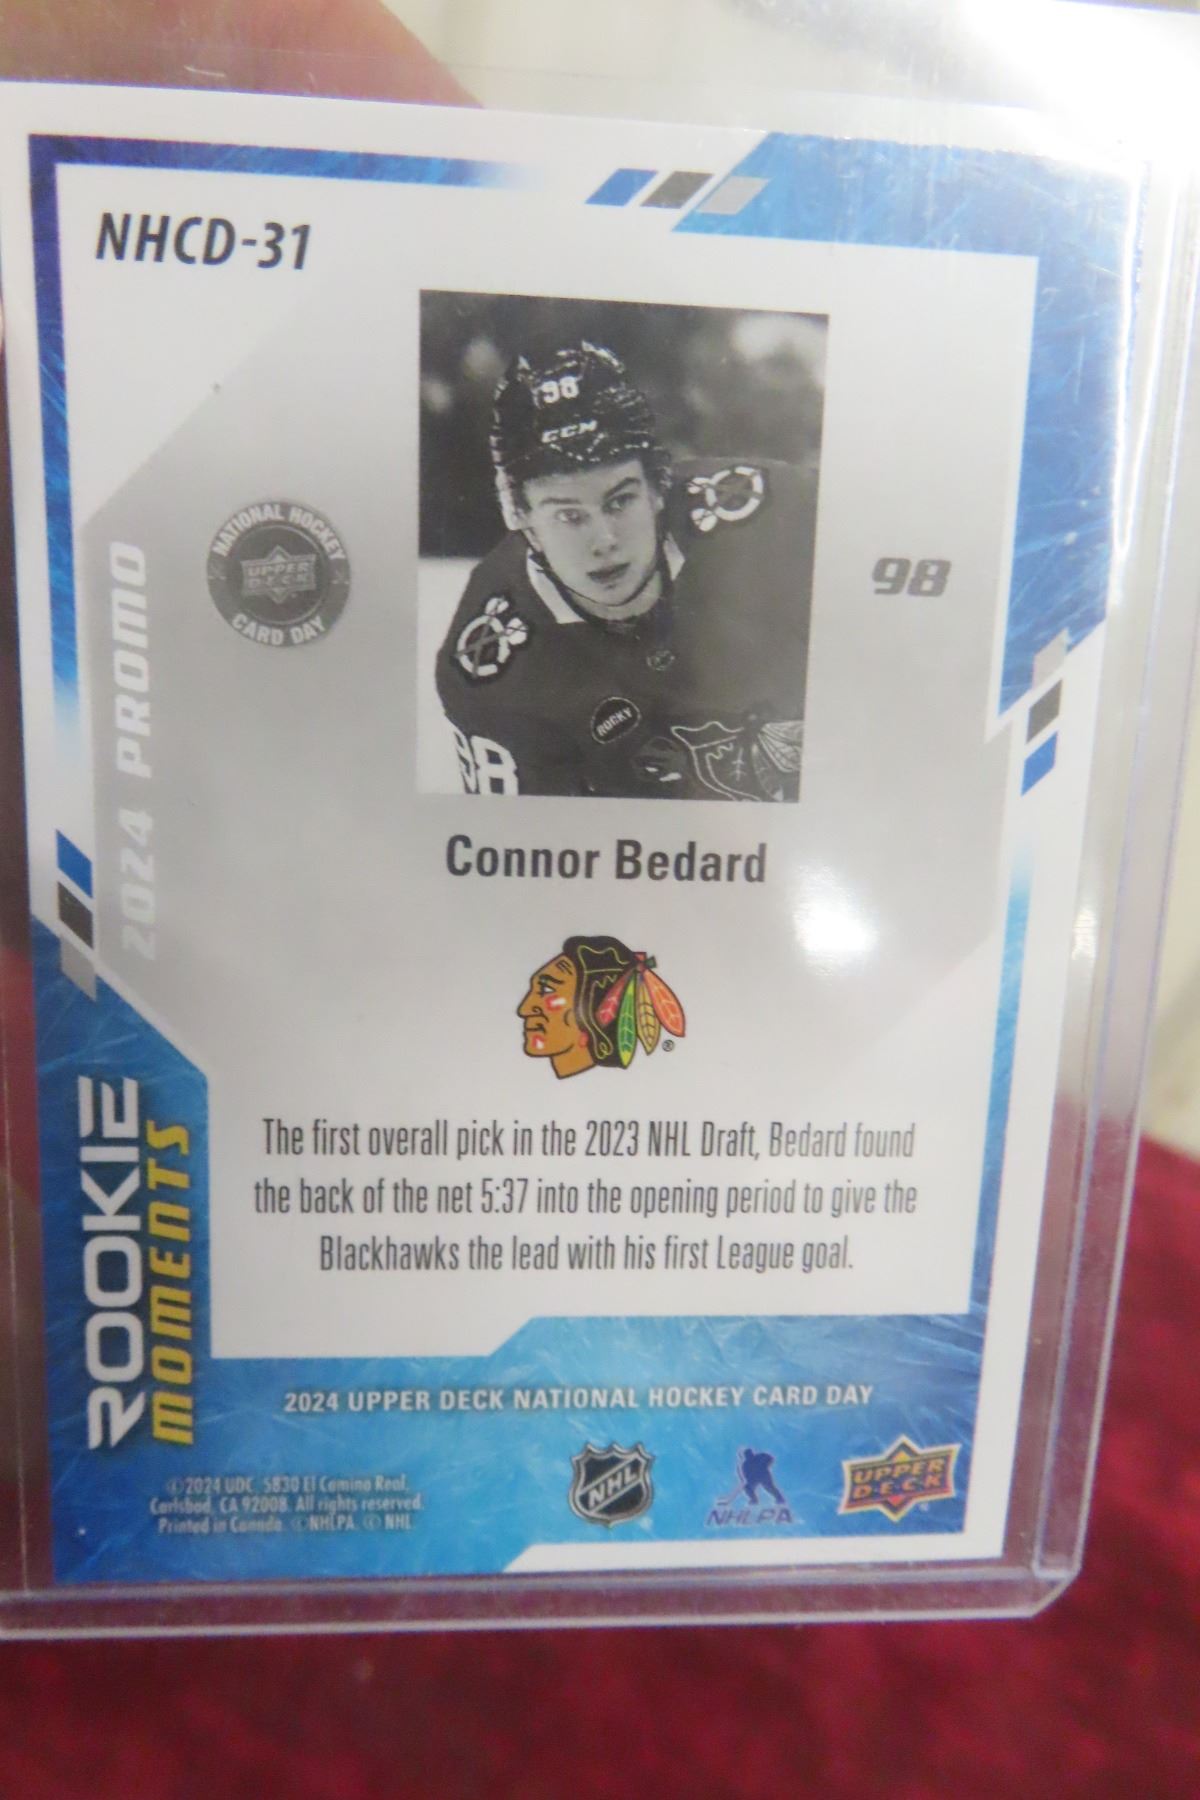 NHCD-31
98
CCM
NATIONAL HOCKEY
UPPER
DECK
CARD DAY
98
ROCKY
98
2024 PROMO
Connor Bedard
®
The first overall pick in the 2023 NHL Draft, Bedard found
the back of the net 5:37 into the opening period to give the
Blackhawks the lead with his first League goal.
ROOKIE
MOMENTS
2024 UPPER DECK NATIONAL HOCKEY CARD DAY
©2024 UDC, 5830 El Camino Real,
Carlsbad, CA 92008. All rights reserved.
Printed in Canada. ©NHLPA. © NHL
NHL
NHLPA
UPPER
D·E·C·K